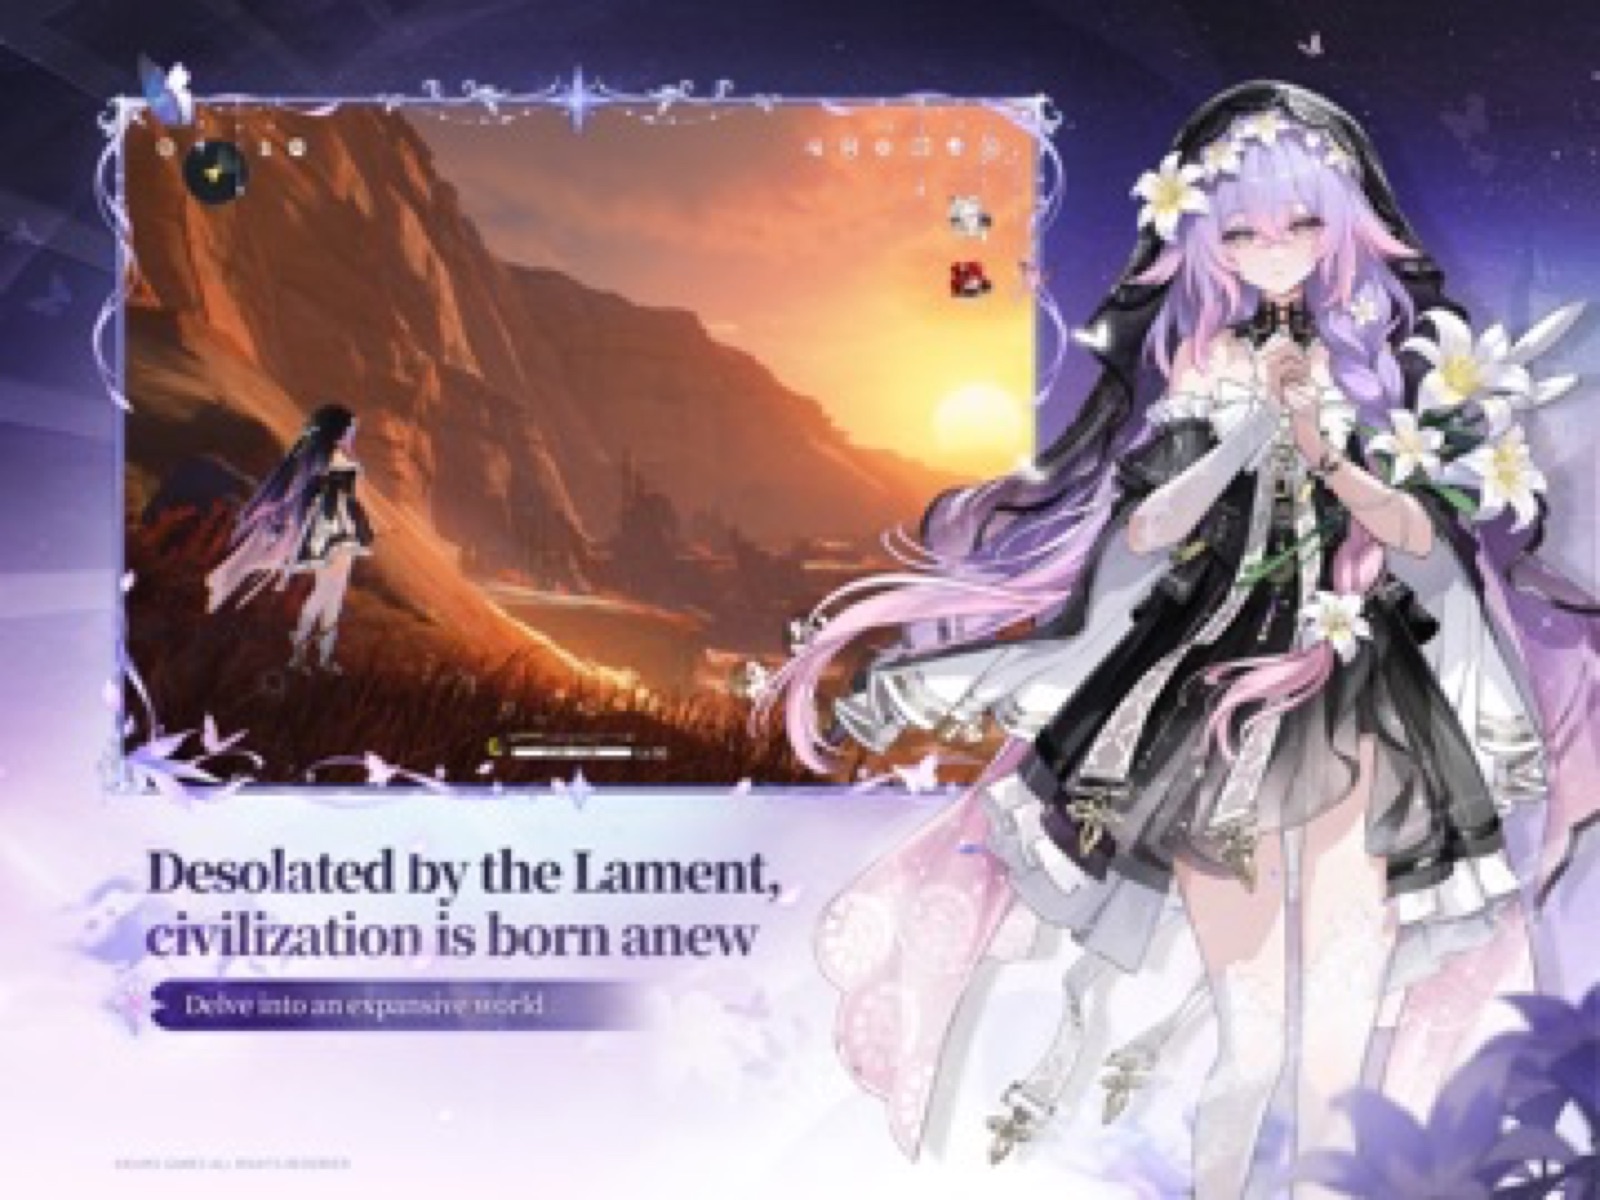 Desolated by the Lament,
civilization is born anew
Delve into an expansive world